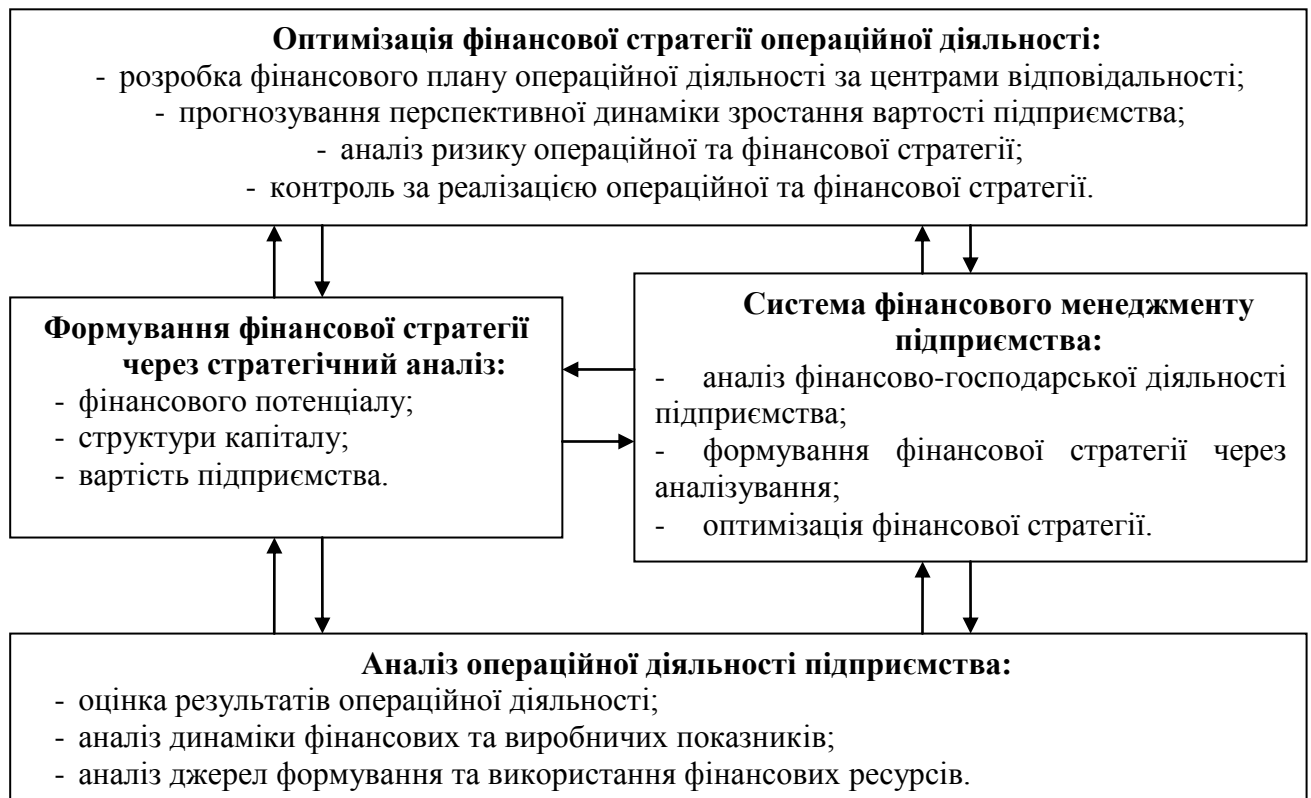 Оптимізація фінансової стратегії операційної діяльності:
- розробка фінансового плану операційної діяльності за центрами відповідальності;
- прогнозування перспективної динаміки зростання вартості підприємства;
- аналіз ризику операційної та фінансової стратегії;
- контроль за реалізацією операційної та фінансової стратегії.
Формування фінансової стратегії
через стратегічний аналіз:
- фінансового потенціалу;
- структури капіталу;
- вартість підприємства.
Система фінансового менеджменту
підприємства:
- аналіз фінансово-господарської діяльності
підприємства;
- формування фінансової стратегії через
аналізування;
- оптимізація фінансової стратегії.
Аналіз операційної діяльності підприємства:
- оцінка результатів операційної діяльності;
- аналіз динаміки фінансових та виробничих показників;
- аналіз джерел формування та використання фінансових ресурсів.